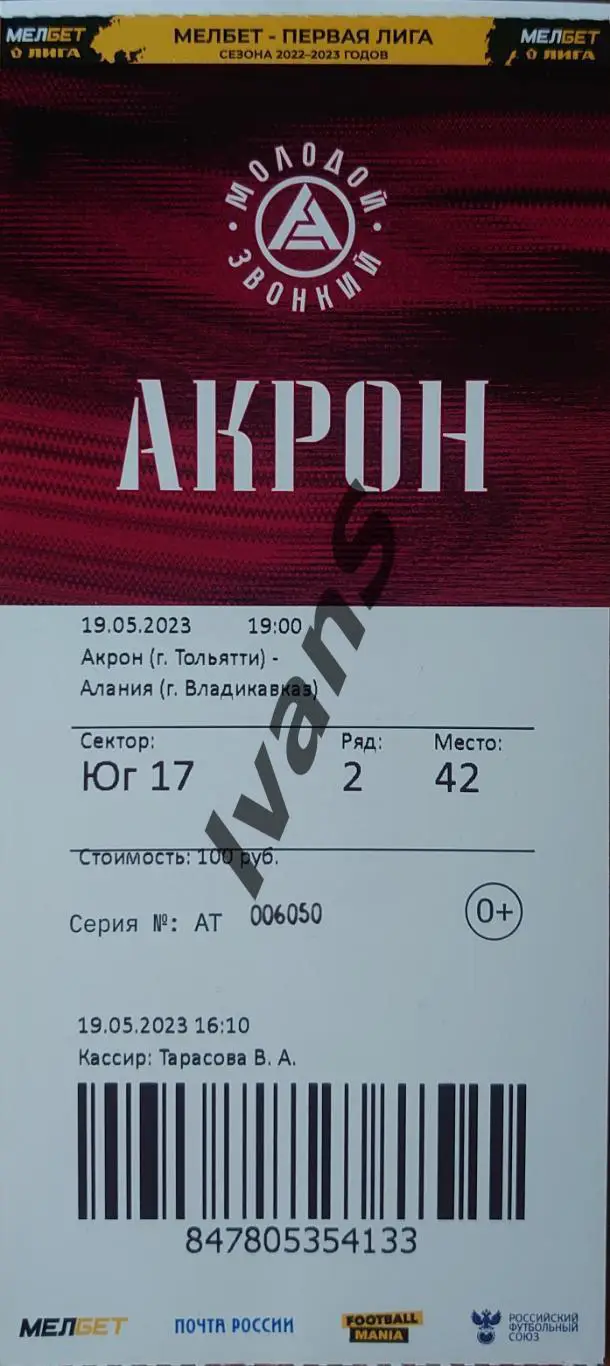 МЕЛБЕТ - ПЕРВАЯ ЛИГА
СЕЗОНА 2022-2023 ГОДОВ
МЕЛБЕТ
ЛИГА
МЕЛБЕТ
ЛИГА
· МОЛОДОЙ ·
ЗВОНКИЙ
АКРОН
19.05.2023 19:00
Акрон (г. Тольятти) -
Алания (г. Владикавказ)
Сектор: Ряд: Место:
Юг 17 2 42
Стоимость: 100 руб.
Серия №: АТ 006050
0+
19.05.2023 16:10
Кассир: Тарасова В. А.
847805354133
МЕЛБЕТ
ПОЧТА РОССИИ
FOOTBALL
MANIA
РОССИЙСКИЙ
ФУТБОЛЬНЫЙ
СОЮЗ
IvanS